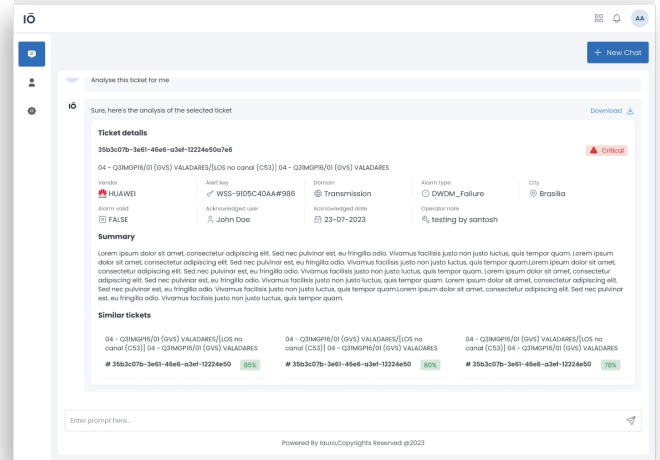 IŌ
AA
+ New Chat
Analyse this ticket for me
IŌ
Sure, here's the analysis of the selected ticket
Download
Ticket details
35b3c07b-3e61-46e6-a3ef-12224e50a7e6
Critical
04 - Q31MGP16/01 (GVS) VALADARES/[LOS no canal (C53)] 04 - Q31MGP16/01 (GVS) VALADARES
Vendor
Alert key
Domain
Alarm type
City
HUAWEI
WSS-9105C40AA#986
Transmission
DWDM_Failure
Brasilia
Alarm valid
Acknowledged user
Acknowledged date
Operator note
FALSE
John Doe
23-07-2023
testing by santosh
Summary
Lorem ipsum dolor sit amet, consectetur adipiscing elit. Sed nec pulvinar est, eu fringilla odio. Vivamus facilisis justo non justo luctus, quis tempor quam.Lorem ipsum
dolor sit amet, consectetur adipiscing elit. Sed nec pulvinar est, eu fringilla odio. Vivamus facilisis justo non justo luctus, quis tempor quam.Lorem ipsum dolor sit amet,
consectetur adipiscing elit. Sed nec pulvinar est, eu fringilla odio. Vivamus facilisis justo non justo luctus, quis tempor quam. Lorem ipsum dolor sit amet, consectetur
adipiscing elit. Sed nec pulvinar est, eu fringilla odio. Vivamus facilisis justo non justo luctus, quis tempor quam.Lorem ipsum dolor sit amet, consectetur adipiscing elit.
Sed nec pulvinar est, eu fringilla odio. Vivamus facilisis justo non justo luctus, quis tempor quam.Lorem ipsum dolor sit amet, consectetur adipiscing elit. Sed nec pulvinar
est, eu fringilla odio. Vivamus facilisis justo non justo luctus, quis tempor quam.
Similar tickets
04 - Q31MGP16/01 (GVS) VALADARES/[LOS no
canal (C53)] 04 - Q31MGP16/01 (GVS) VALADARES
# 35b3c07b-3e61-46e6-a3ef-12224e50
85%
04 - Q31MGP16/01 (GVS) VALADARES/[LOS no
canal (C53)] 04 - Q31MGP16/01 (GVS) VALADARES
# 35b3c07b-3e61-46e6-a3ef-12224e50
80%
04 - Q31MGP16/01 (GVS) VALADARES/[LOS no
canal (C53)] 04 - Q31MGP16/01 (GVS) VALADARES
# 35b3c07b-3e61-46e6-a3ef-12224e50
78%
Enter prompt here...
Powered By Iauro,Copyrights Reserved @2023